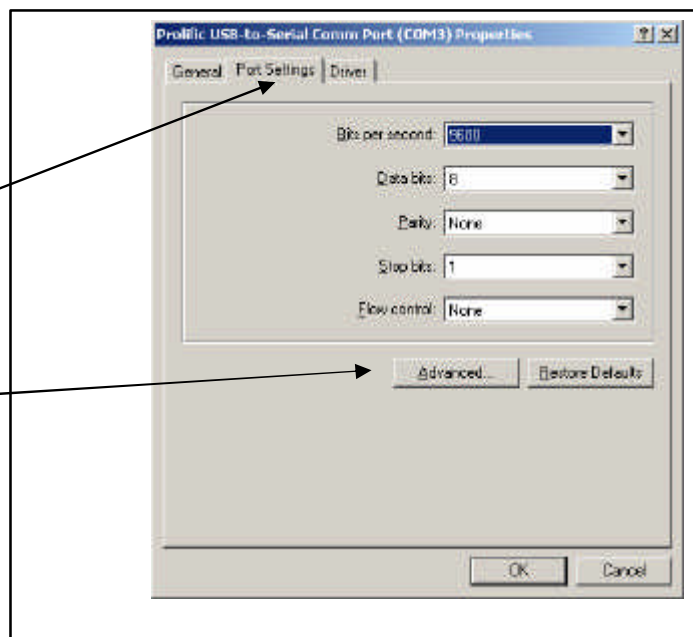 Prolific USB-to-Serial Comm Port (COM3) Properties
General Port Settings Driver
Bits per second: 9600
Data bits: 8
Parity: None
Stop bits: 1
Flow control: None
Advanced... Restore Defaults
OK Cancel